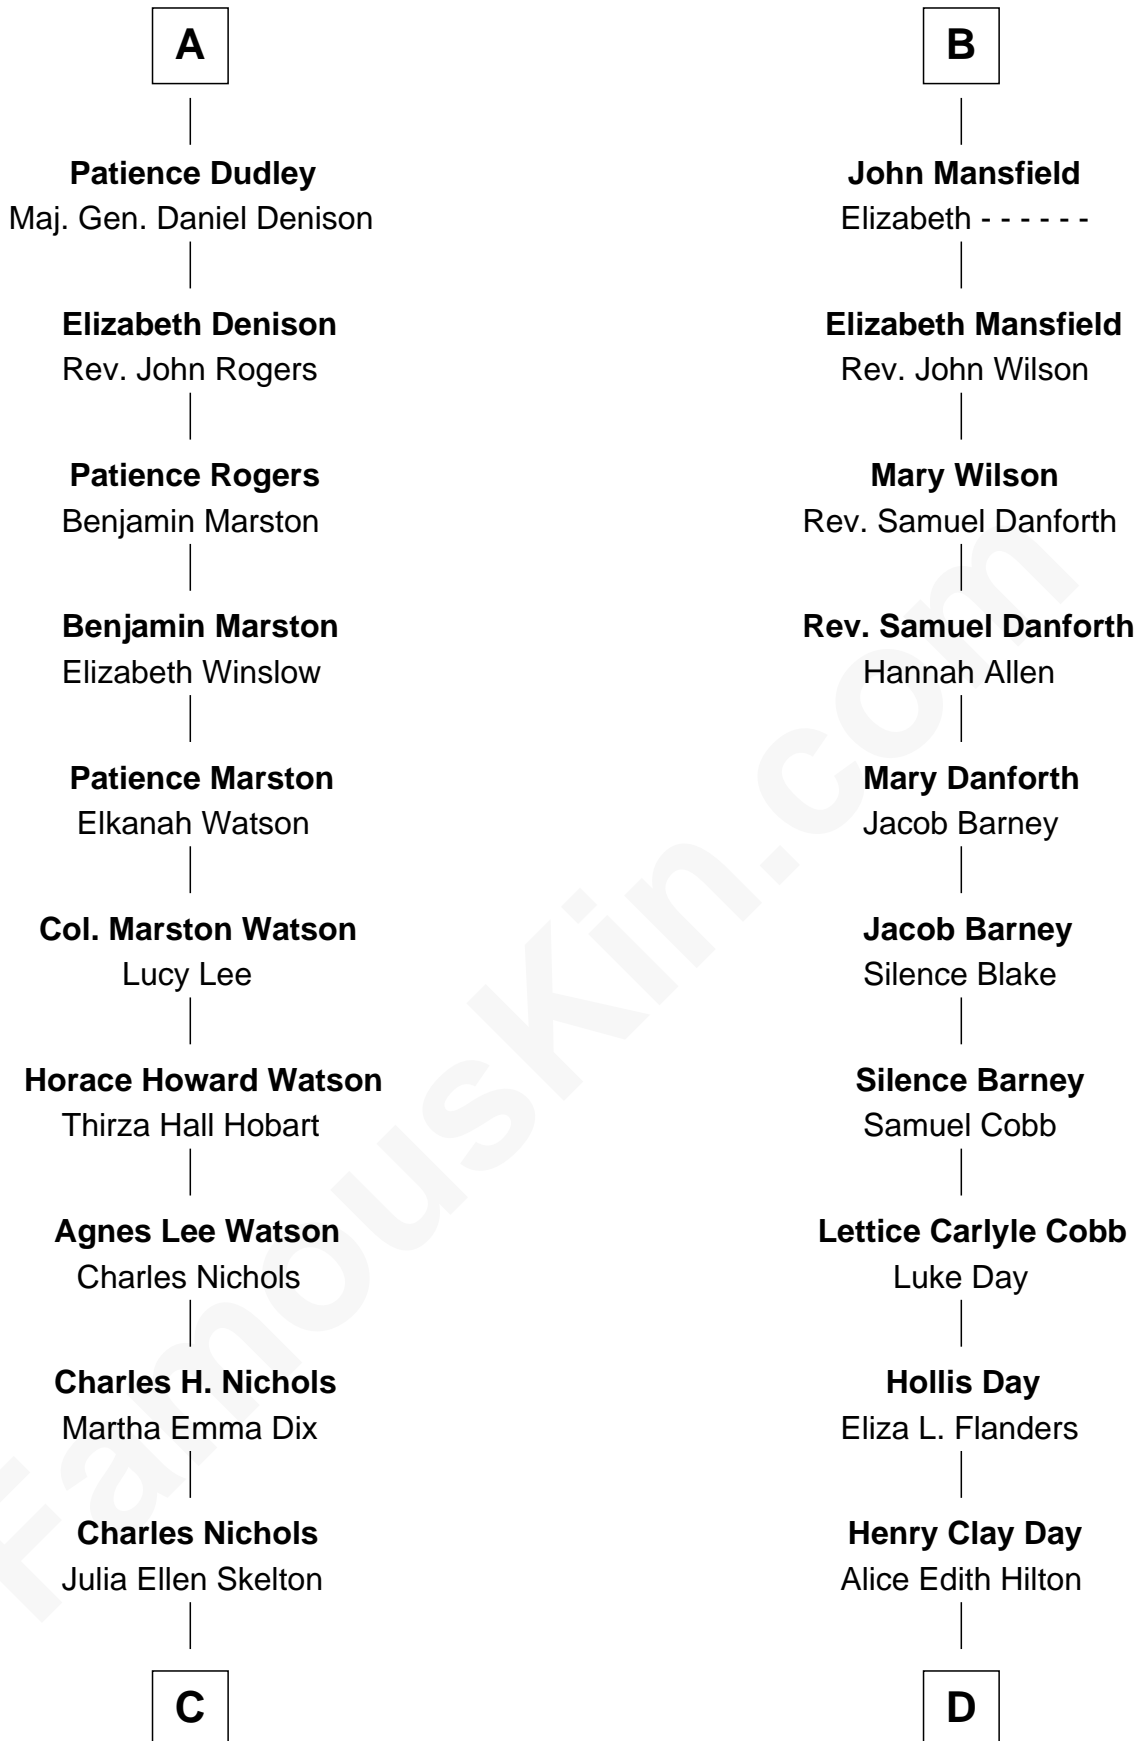 A
Patience Dudley
Maj. Gen. Daniel Denison
Elizabeth Denison
Rev. John Rogers
Patience Rogers
Benjamin Marston
Benjamin Marston
Elizabeth Winslow
Patience Marston
Elkanah Watson
Col. Marston Watson
Lucy Lee
Horace Howard Watson
Thirza Hall Hobart
Agnes Lee Watson
Charles Nichols
Charles H. Nichols
Martha Emma Dix
Charles Nichols
Julia Ellen Skelton
C
B
John Mansfield
Elizabeth - - - - - -
Elizabeth Mansfield
Rev. John Wilson
Mary Wilson
Rev. Samuel Danforth
Rev. Samuel Danforth
Hannah Allen
Mary Danforth
Jacob Barney
Jacob Barney
Silence Blake
Silence Barney
Samuel Cobb
Lettice Carlyle Cobb
Luke Day
Hollis Day
Eliza L. Flanders
Henry Clay Day
Alice Edith Hilton
D
FamousKin.com